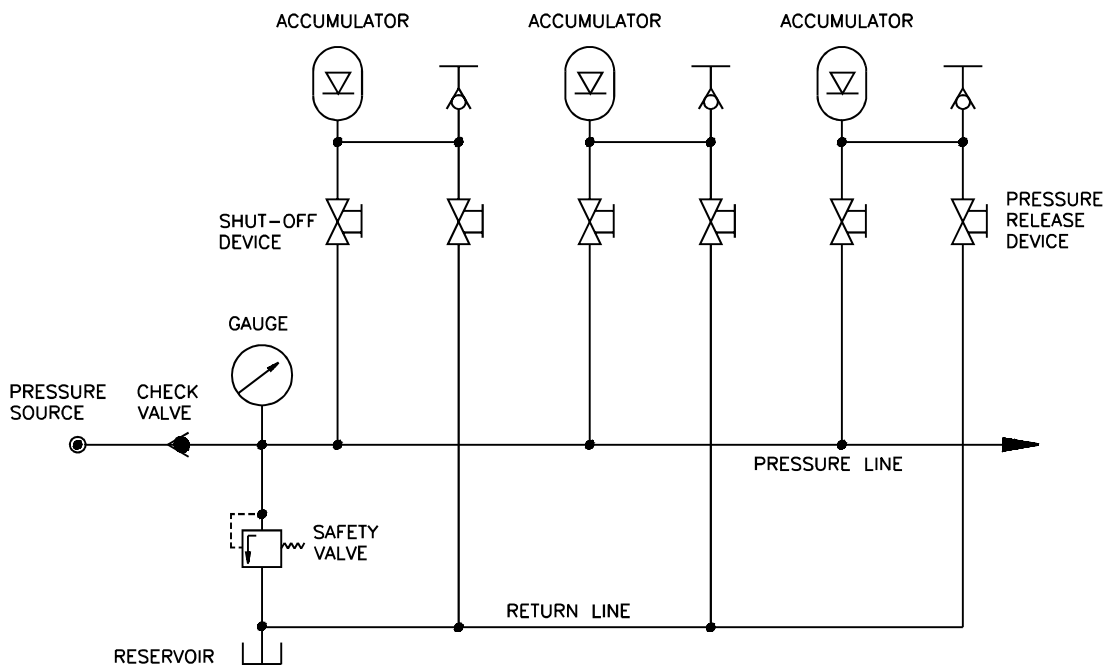 ACCUMULATOR
ACCUMULATOR
ACCUMULATOR
SHUT-OFF
DEVICE
PRESSURE
RELEASE
DEVICE
GAUGE
PRESSURE
SOURCE
CHECK
VALVE
PRESSURE LINE
SAFETY
VALVE
RETURN LINE
RESERVOIR